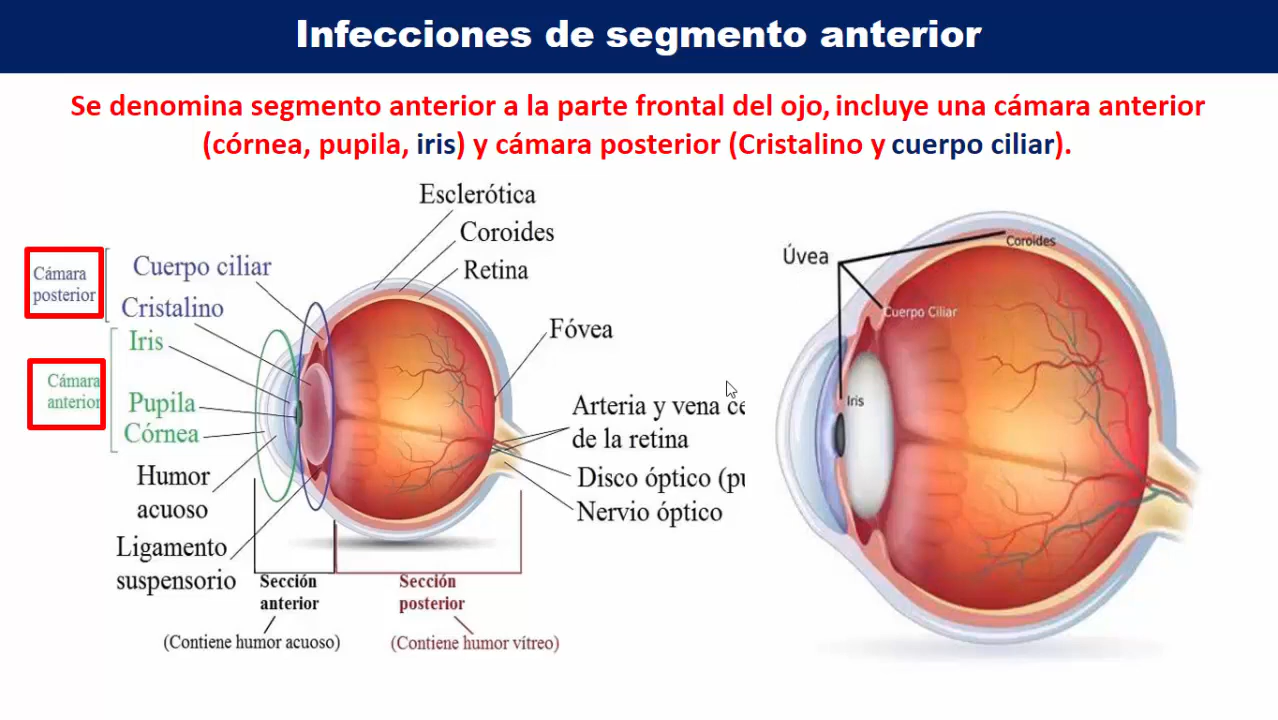 Infecciones de segmento anterior
Se denomina segmento anterior a la parte frontal del ojo, incluye una cámara anterior
(córnea, pupila, iris) y cámara posterior (Cristalino y cuerpo ciliar).
Esclerótica
Coroides
Retina
Cámara
posterior
Cuerpo ciliar
Cristalino
Iris
Cámara
anterior
Pupila
Córnea
Humor
acuoso
Ligamento
suspensorio
Fóvea
Arteria y vena ce
de la retina
Disco óptico (pu
Nervio óptico
Sección
anterior
(Contiene humor acuoso)
Sección
posterior
(Contiene humor vítreo)
Úvea
Coroides
Cuerpo Ciliar
Iris